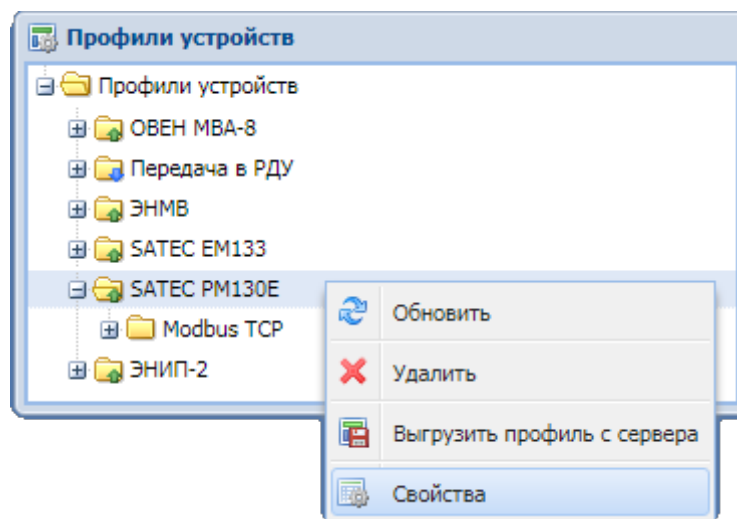 Профили устройств
Профили устройств
ОВЕН МВА-8
Передача в РДУ
ЭНМВ
SATEC EM133
SATEC PM130E
Modbus TCP
ЭНИП-2
Обновить
Удалить
Выгрузить профиль с сервера
Свойства